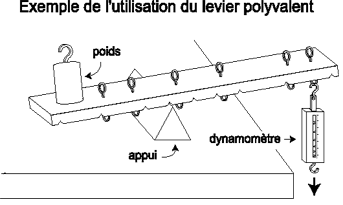 Exemple de l'utilisation du levier polyvalent
poids
dynamomètre
appui